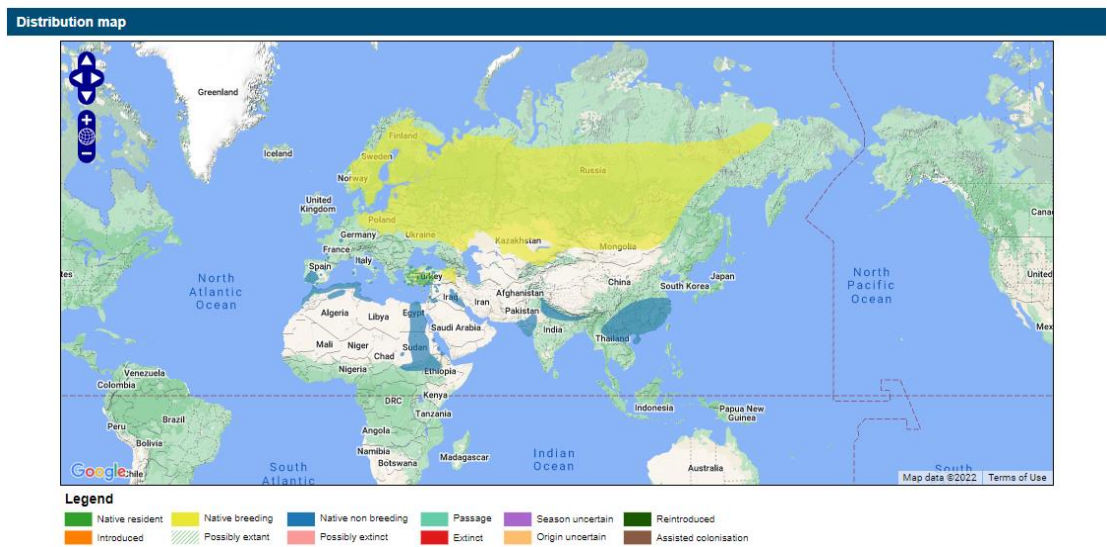 Distribution map
Greenland
Iceland
Finland
Sweden
Norway
Russia
United
Kingdom
Poland
Germany
Ukraine
Kazakhstan
Mongolia
France
Italy
Spain
Turkey
North
Atlantic
Ocean
Algeria
Libya
Egypt
Iraq
Iran
Afghanistan
Pakistan
China
South Korea
Japan
North
Pacific
Ocean
Cana
United
tes
Mex
Saudi Arabia
India
Thailand
Mali
Niger
Chad
Sudan
Nigeria
Ethiopia
Venezuela
Colombia
DRC
Kenya
Tanzania
Indonesia
Papua New
Guinea
Peru
Brazil
Bolivia
Angola
Namibia
Botswana
Madagascar
Indian
Ocean
Australia
Chile
South
Atlantic
South
Google
Map data ©2022 Terms of Use
Legend
Native resident Native breeding Native non breeding Passage Season uncertain Reintroduced
Introduced Possibly extant Possibly extinct Extinct Origin uncertain Assisted colonisation